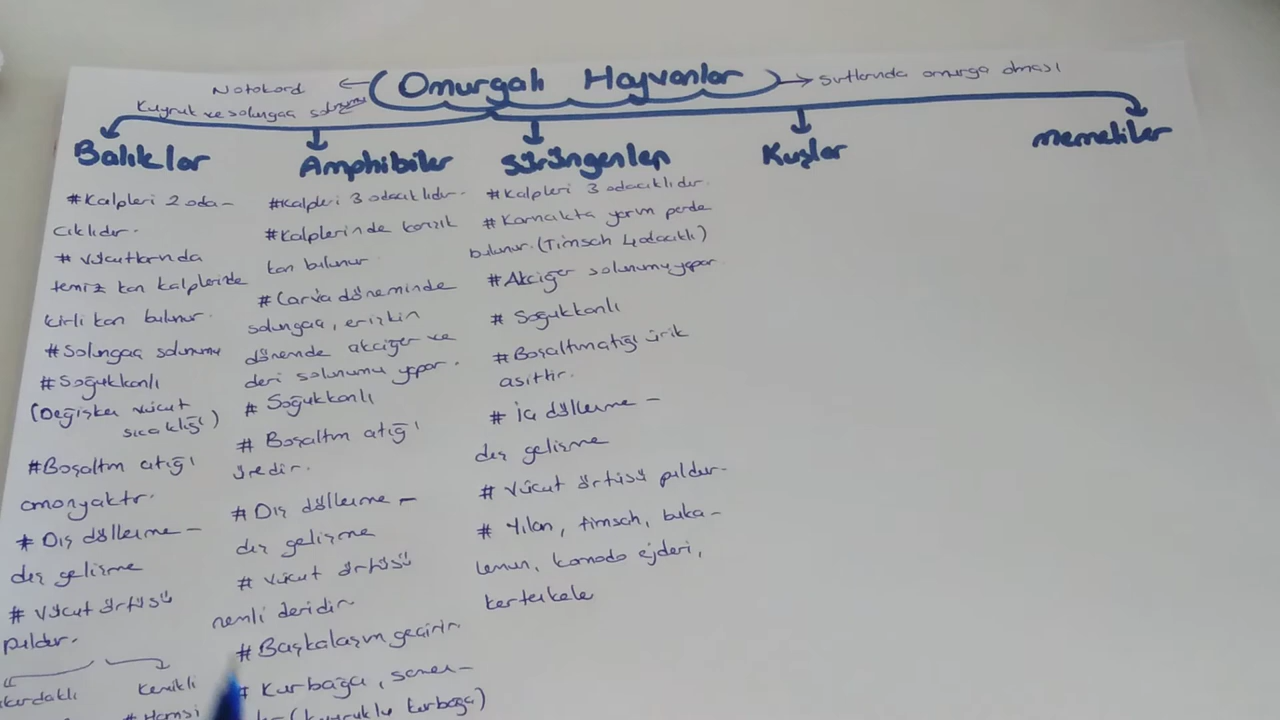 Omurgalı Hayvanlar
Notokord
Kuyruk ve solungaç
sırtlarında omurga olması
Balıklar
#Kalpleri 2 oda-
cıklıdır.
# Vücutlarında
temiz kan kalplerinde
kirli kan bulunur.
#Solungaç solunumu
#Soğukkanlı
(Değişken vücut
sıcaklığı)
#Boşaltım atığı
amonyaktır.
# Dış döllenme -
dış gelişme
# Vücut örtüsü
puldur.
Kemikli
# Hamsi
Amphibiler
#Kalpleri 3 odacıklıdır.
#Kalplerinde karışık
kan bulunur
#Larva döneminde
solungaç, erişkin
dönemde akciğer ve
deri solunumu yapar.
# Soğukkanlı
# Boşaltım atığı
üredir.
# Dış döllenme -
dış gelişme
# Vücut örtüsü
nemli deridir
#Başkalaşım geçirir.
# Kurbağa, semen-
(kuyruklu kurbağa)
Sürüngenler
#Kalpleri 3 odacıklıdır.
# Karıncıkta yarım perde
bulunur. (Timsah 4 odacıklı)
#Akciğer solunumu yapar
# Soğukkanlı
#Boşaltım atığı ürik
asittir.
# İç döllenme -
dış gelişme
# Vücut örtüsü puldur.
# Yılan, timsah, buka-
lemun, komodo ejderi,
kertenkele
Kuşlar
memeliler